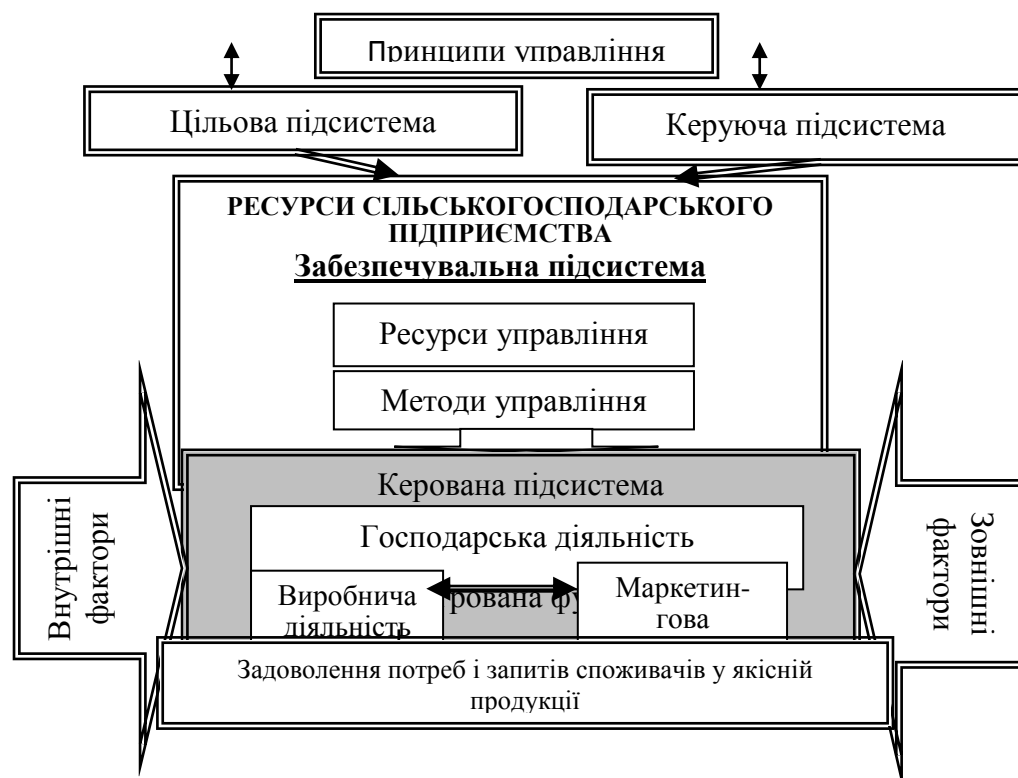 Принципи управління
Цільова підсистема
Керуюча підсистема
РЕСУРСИ СІЛЬСЬКОГОСПОДАРСЬКОГО
ПІДПРИЄМСТВА
Забезпечувальна підсистема
Ресурси управління
Методи управління
Внутрішні
фактори
Керована підсистема
Господарська діяльність
Виробнича
діяльність
Маркетин-
гова
Зовнішні
фактори
Задоволення потреб і запитів споживачів у якісній
продукції